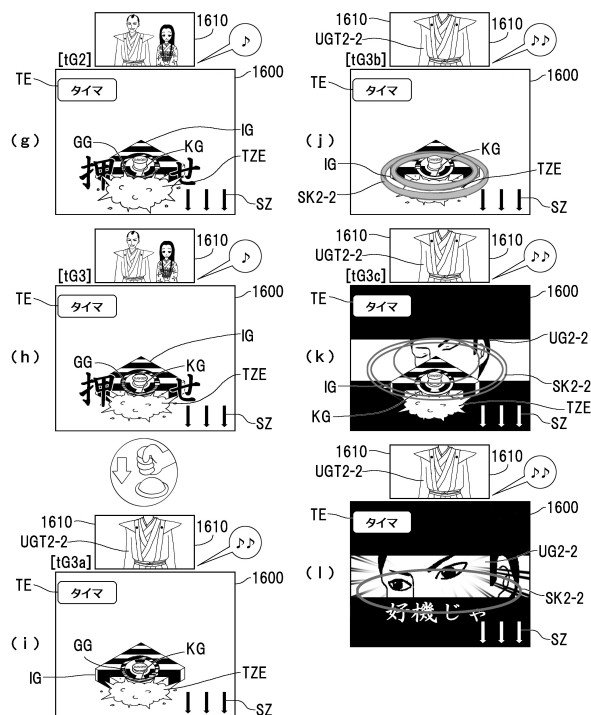 1610
[tG2]
♪
TE
1600
タイマ
(g)
GG
IG
KG
TZE
押せ
SZ
1610
[tG3]
♪
TE
1600
タイマ
(h)
GG
IG
KG
TZE
押せ
SZ
1610
1610
UGT2-2
[tG3a]
♪♪
TE
1600
タイマ
(i)
GG
KG
IG
TZE
SZ
1610
1610
UGT2-2
[tG3b]
♪♪
TE
1600
タイマ
(j)
KG
IG
TZE
SK2-2
SZ
1610
1610
UGT2-2
[tG3c]
♪♪
TE
1600
タイマ
(k)
UG2-2
IG
SK2-2
KG
TZE
SZ
1610
1610
UGT2-2
♪♪
TE
1600
タイマ
(l)
UG2-2
SK2-2
好機じゃ
SZ